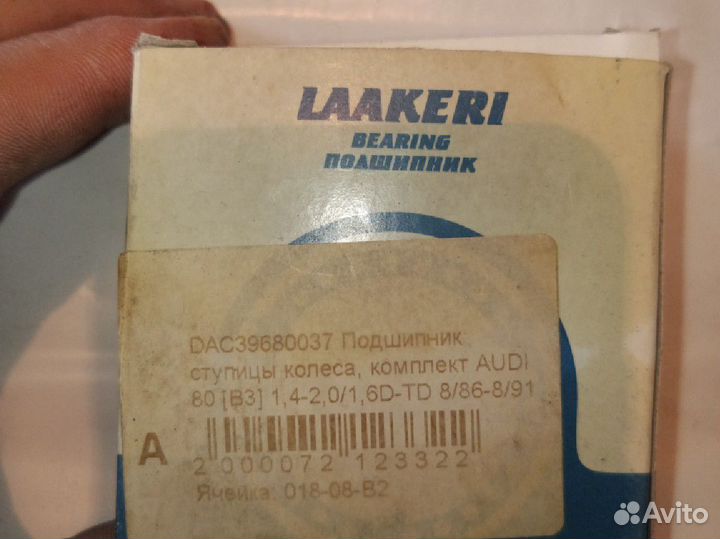 LAAKERI
BEARING
ПОДШИПНИК
DAC39680037 Подшипник
ступицы колеса, комплект AUDI
80 [B3] 1,4-2,0/1,6D-TD 8/86-8/91
A
2 000072 123322
Ячейка: 018-08-B2
Avito